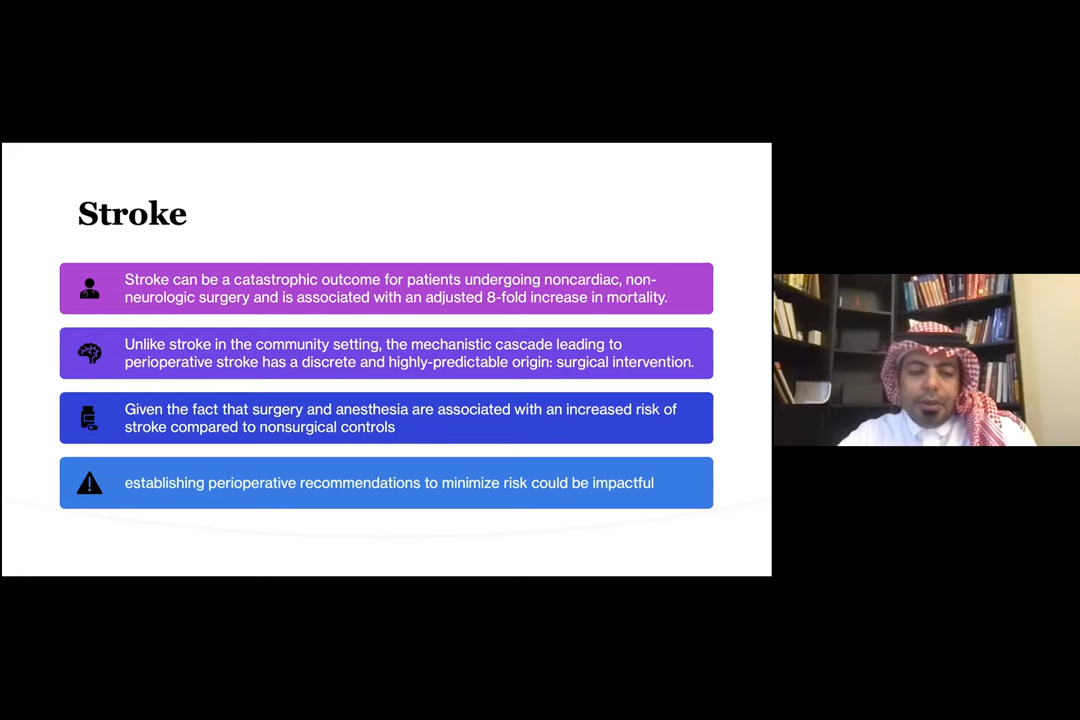 Stroke
Stroke can be a catastrophic outcome for patients undergoing noncardiac, non-
neurologic surgery and is associated with an adjusted 8-fold increase in mortality.
Unlike stroke in the community setting, the mechanistic cascade leading to
perioperative stroke has a discrete and highly-predictable origin: surgical intervention.
Given the fact that surgery and anesthesia are associated with an increased risk of
stroke compared to nonsurgical controls
establishing perioperative recommendations to minimize risk could be impactful